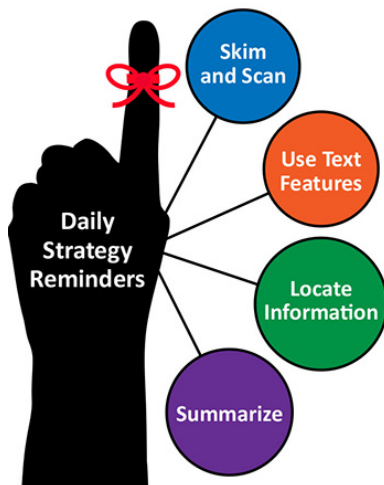 Skim
and Scan
Use Text
Features
Daily
Strategy
Reminders
Locate
Information
Summarize